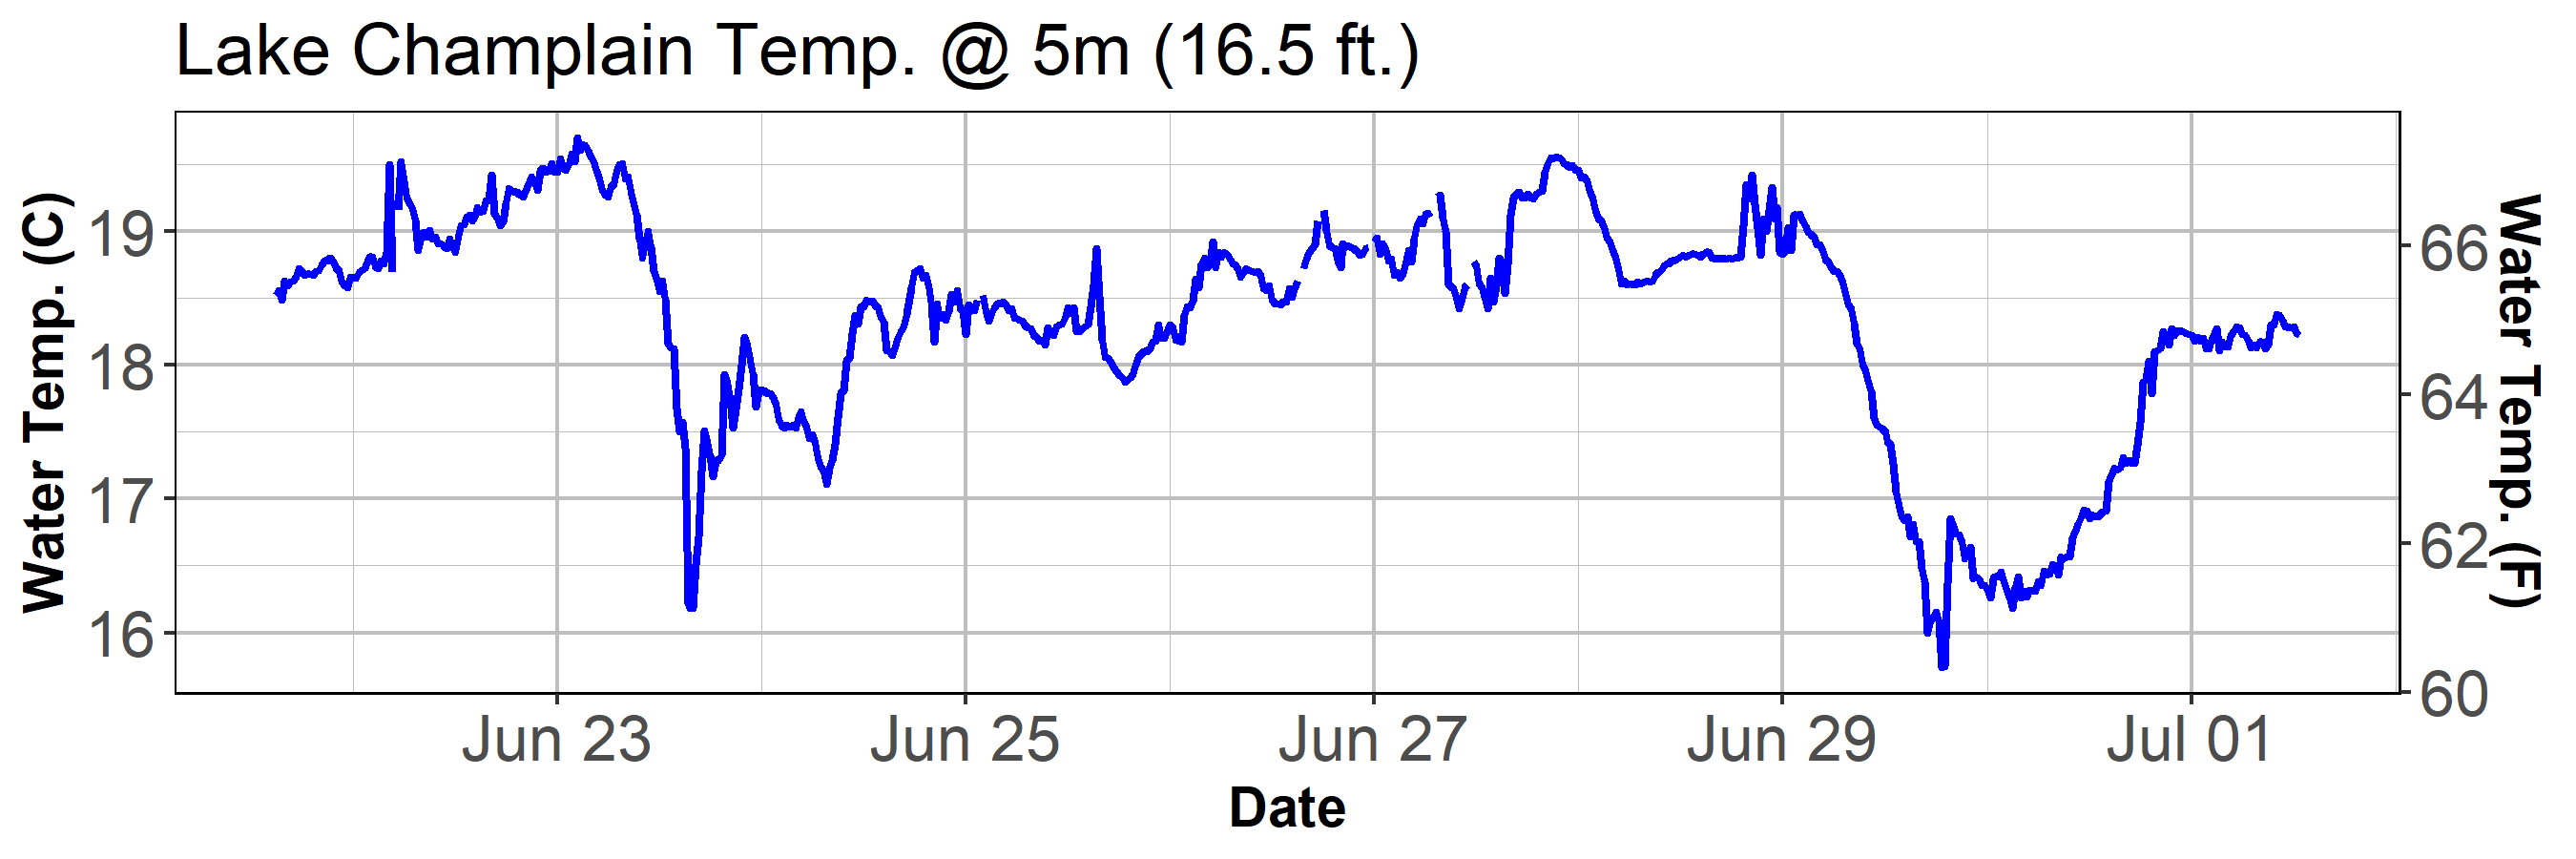 Lake Champlain Temp. @ 5m (16.5 ft.)
Water Temp. (C)
19
18
17
16
66
64
62
60
Water Temp. (F)
Jun 23
Jun 25
Jun 27
Jun 29
Jul 01
Date